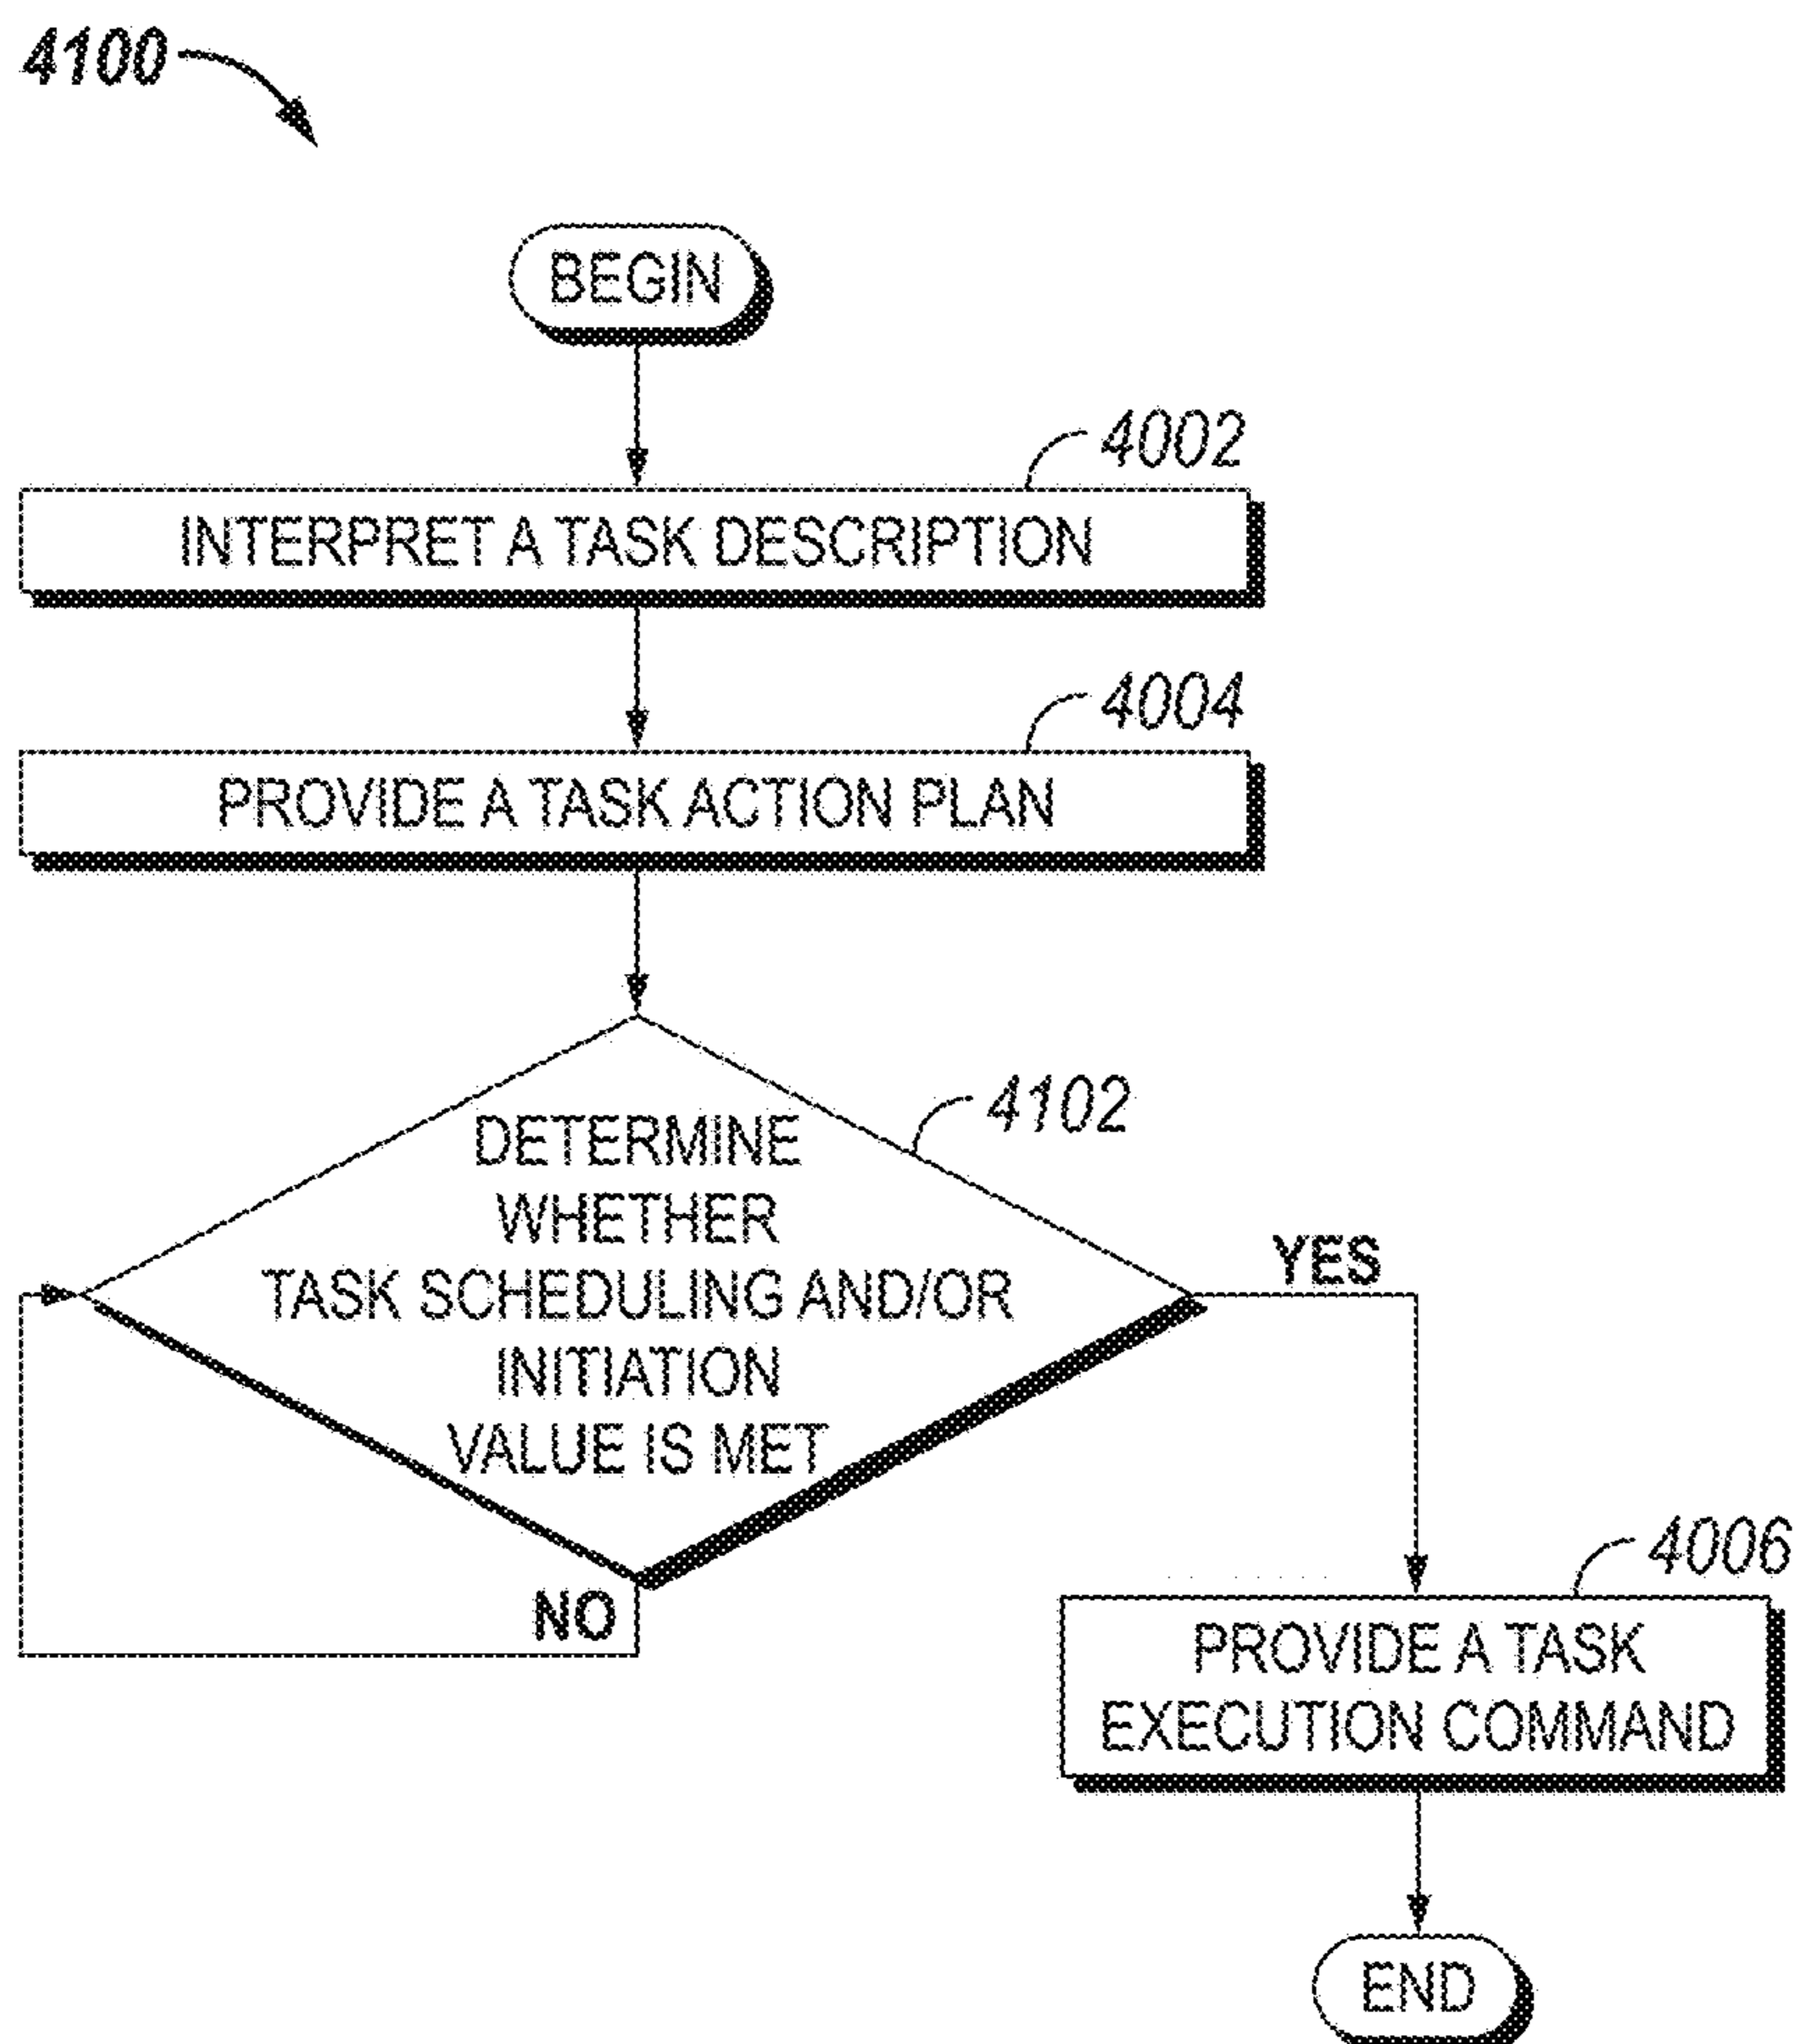 4100
BEGIN
4002
INTERPRET A TASK DESCRIPTION
4004
PROVIDE A TASK ACTION PLAN
4102
DETERMINE
WHETHER
TASK SCHEDULING AND/OR
INITIATION
VALUE IS MET
YES
NO
4006
PROVIDE A TASK
EXECUTION COMMAND
END